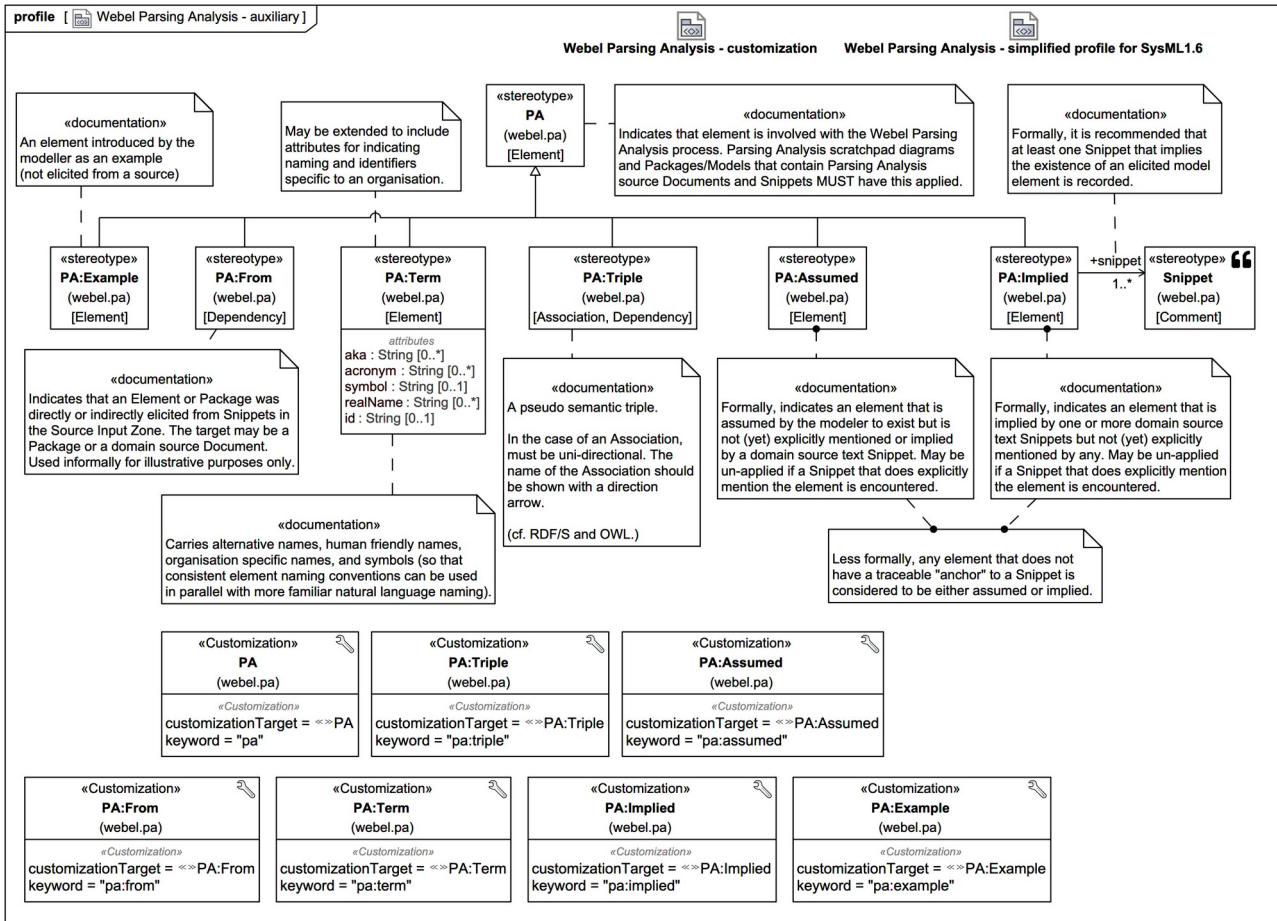 profile [ Webel Parsing Analysis - auxiliary ]
Webel Parsing Analysis - customization
Webel Parsing Analysis - simplified profile for SysML1.6
«documentation»
An element introduced by the
modeller as an example
(not elicited from a source)
May be extended to include
attributes for indicating
naming and identifiers
specific to an organisation.
«stereotype»
PA
(webel.pa)
[Element]
«documentation»
Indicates that element is involved with the Webel Parsing
Analysis process. Parsing Analysis scratchpad diagrams
and Packages/Models that contain Parsing Analysis
source Documents and Snippets MUST have this applied.
«documentation»
Formally, it is recommended that
at least one Snippet that implies
the existence of an elicited model
element is recorded.
«stereotype»
PA:Example
(webel.pa)
[Element]
«stereotype»
PA:From
(webel.pa)
[Dependency]
«stereotype»
PA:Term
(webel.pa)
[Element]
attributes
aka : String [0..*]
acronym : String [0..*]
symbol : String [0..1]
realName : String [0..*]
id : String [0..1]
«stereotype»
PA:Triple
(webel.pa)
[Association, Dependency]
«stereotype»
PA:Assumed
(webel.pa)
[Element]
«stereotype»
PA:Implied
(webel.pa)
[Element]
+snippet
1..*
«stereotype»
Snippet
(webel.pa)
[Comment]
«documentation»
Indicates that an Element or Package was
directly or indirectly elicited from Snippets in
the Source Input Zone. The target may be a
Package or a domain source Document.
Used informally for illustrative purposes only.
«documentation»
Carries alternative names, human friendly names,
organisation specific names, and symbols (so that
consistent element naming conventions can be used
in parallel with more familiar natural language naming).
«documentation»
A pseudo semantic triple.
In the case of an Association,
must be uni-directional. The
name of the Association should
be shown with a direction
arrow.
(cf. RDF/S and OWL.)
«documentation»
Formally, indicates an element that is
assumed by the modeler to exist but is
not (yet) explicitly mentioned or implied
by a domain source text Snippet. May be
un-applied if a Snippet that does explicitly
mention the element is encountered.
«documentation»
Formally, indicates an element that is
implied by one or more domain source
text Snippets but not (yet) explicitly
mentioned by any. May be un-applied
if a Snippet that does explicitly mention
the element is encountered.
Less formally, any element that does not
have a traceable "anchor" to a Snippet is
considered to be either assumed or implied.
«Customization»
PA
(webel.pa)
«Customization»
customizationTarget = «»PA
keyword = "pa"
«Customization»
PA:Triple
(webel.pa)
«Customization»
customizationTarget = «»PA:Triple
keyword = "pa:triple"
«Customization»
PA:Assumed
(webel.pa)
«Customization»
customizationTarget = «»PA:Assumed
keyword = "pa:assumed"
«Customization»
PA:From
(webel.pa)
«Customization»
customizationTarget = «»PA:From
keyword = "pa:from"
«Customization»
PA:Term
(webel.pa)
«Customization»
customizationTarget = «»PA:Term
keyword = "pa:term"
«Customization»
PA:Implied
(webel.pa)
«Customization»
customizationTarget = «»PA:Implied
keyword = "pa:implied"
«Customization»
PA:Example
(webel.pa)
«Customization»
customizationTarget = «»PA:Example
keyword = "pa:example"